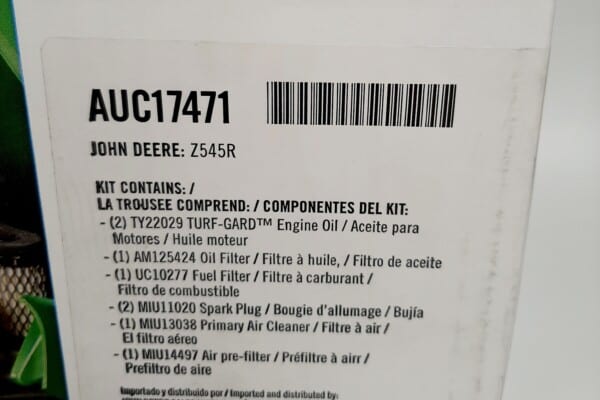 AUC17471
JOHN DEERE: Z545R
KIT CONTAINS: /
LA TROUSEE COMPREND: / COMPONENTES DEL KIT:
- (2) TY22029 TURF-GARD™ Engine Oil / Aceite para
Motores / Huile moteur
- (1) AM125424 Oil Filter / Filtre à huile, / Filtro de aceite
- (1) UC10277 Fuel Filter / Filtre à carburant /
Filtro de combustible
- (2) MIU11020 Spark Plug / Bougie d'allumage / Bujía
- (1) MIU13038 Primary Air Cleaner / Filtre à air /
El filtro aéreo
- (1) MIU14497 Air pre-filter / Préfiltre à airr /
Prefiltro de aire
Importado y distribuido por / Imported and distributed by: